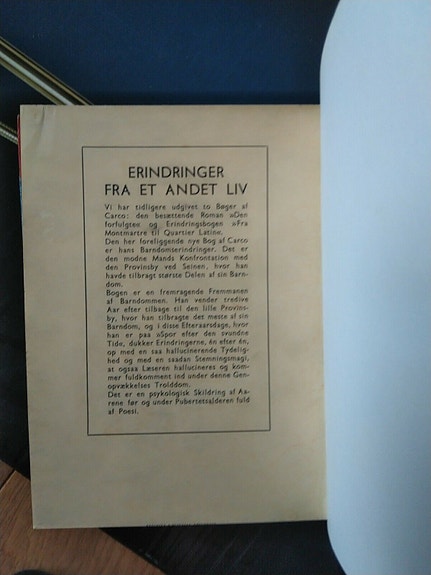 ERINDRINGER
FRA ET ANDET LIV
Vi har tidligere udgivet to Bøger af
Carco: den besættende Roman »Den
forfulgte« og Erindringsbogen »Fra
Montmartre til Quartier Latin«.
Den her foreliggende nye Bog af Carco
er hans Barndomserindringer. Det er
den modne Mands Konfrontation med
den Provinsby ved Seinen, hvor han
havde tilbragt største Delen af sin Barn-
dom.
Bogen er en fremragende Fremmanen
af Barndommen. Han vender tredive
Aar efter tilbage til den lille Provins-
by, hvor han tilbragte det meste af sin
Barndom, og i disse Efteraarsdage, hvor
han er paa »Spor efter den svundne
Tide, dukker Erindringerne, én efter én,
op med en saa hallucinerende Tydelig-
hed og med en saadan Stemningsmagi,
at ogsaa Læseren hallucineres og kom-
mer fuldkomment ind under denne Gen-
opvækkelses Trolddom.
Det er en psykologisk Skildring af Aa-
rene før og under Pubertetsalderen fuld
af Poesi.